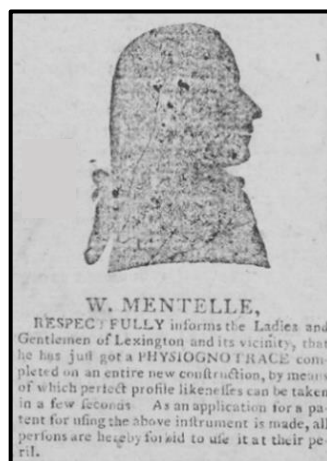 W. MENTELLE,
RESPECTFULLY informs the Ladies and
Gentlemen of Lexington and its vicinity, that
he has just got a PHYSIOGNOTRACE com-
pleted on an entire new construction, by means
of which perfect profile likenesses can be taken
in a few seconds. As an application for a pa-
tent for using the above instrument is made, all
persons are hereby forbid to use it at their pe-
ril.